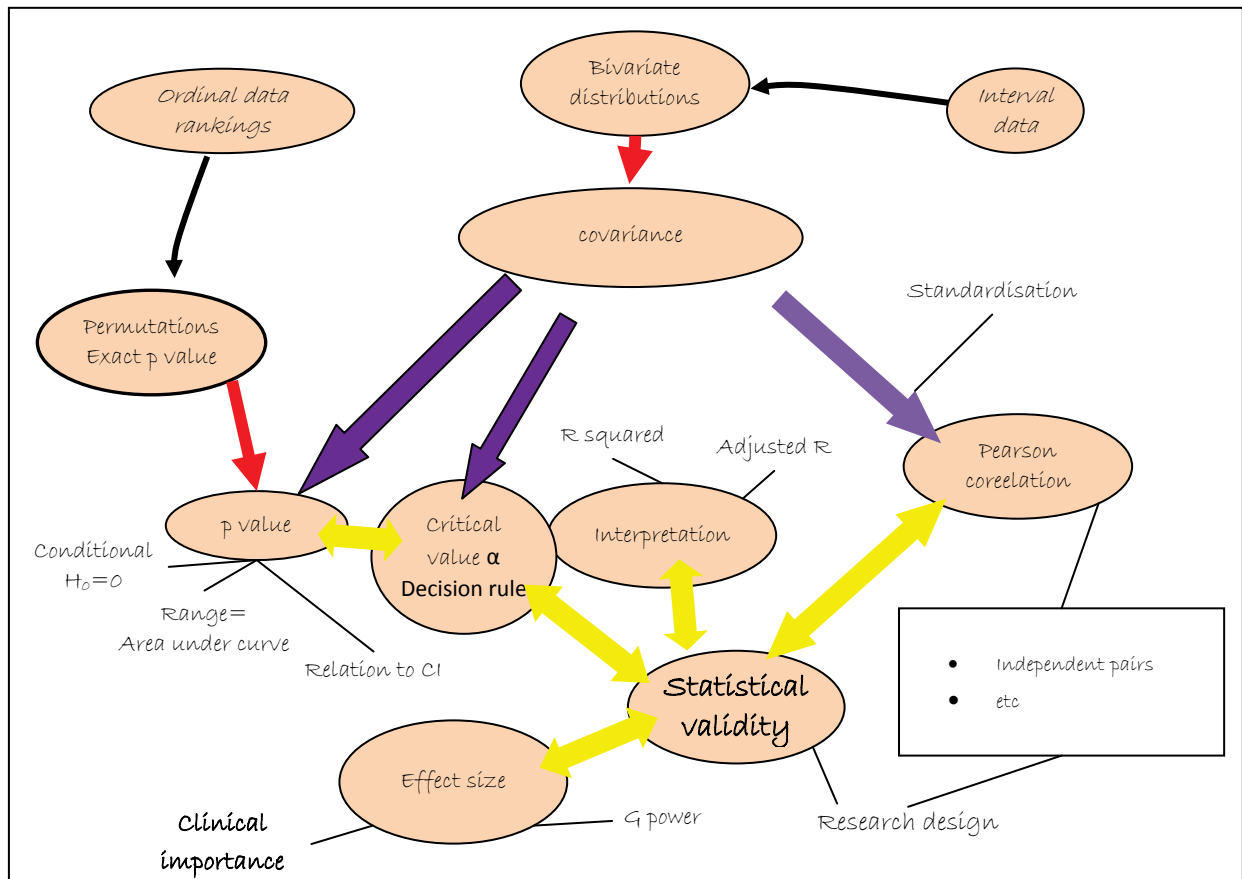 Bivariate
distributions
Ordinal data
rankings
Interval
data
covariance
Standardisation
Permutations
Exact p value
R squared
Adjusted R
Pearson
coreelation
p value
Critical
value α
Decision rule
Interpretation
Conditional
H₀=0
Range=
Area under curve
Relation to CI
• Independent pairs
• etc
Statistical
validity
Effect size
G power
Research design
Clinical
importance